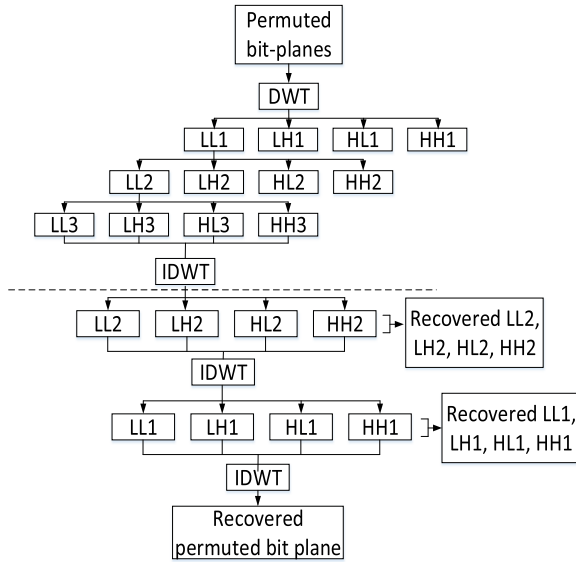 Permuted
bit-planes
DWT
LL1 LH1 HL1 HH1
LL2 LH2 HL2 HH2
LL3 LH3 HL3 HH3
IDWT
LL2 LH2 HL2 HH2
Recovered LL2,
LH2, HL2, HH2
IDWT
LL1 LH1 HL1 HH1
Recovered LL1,
LH1, HL1, HH1
IDWT
Recovered
permuted bit plane